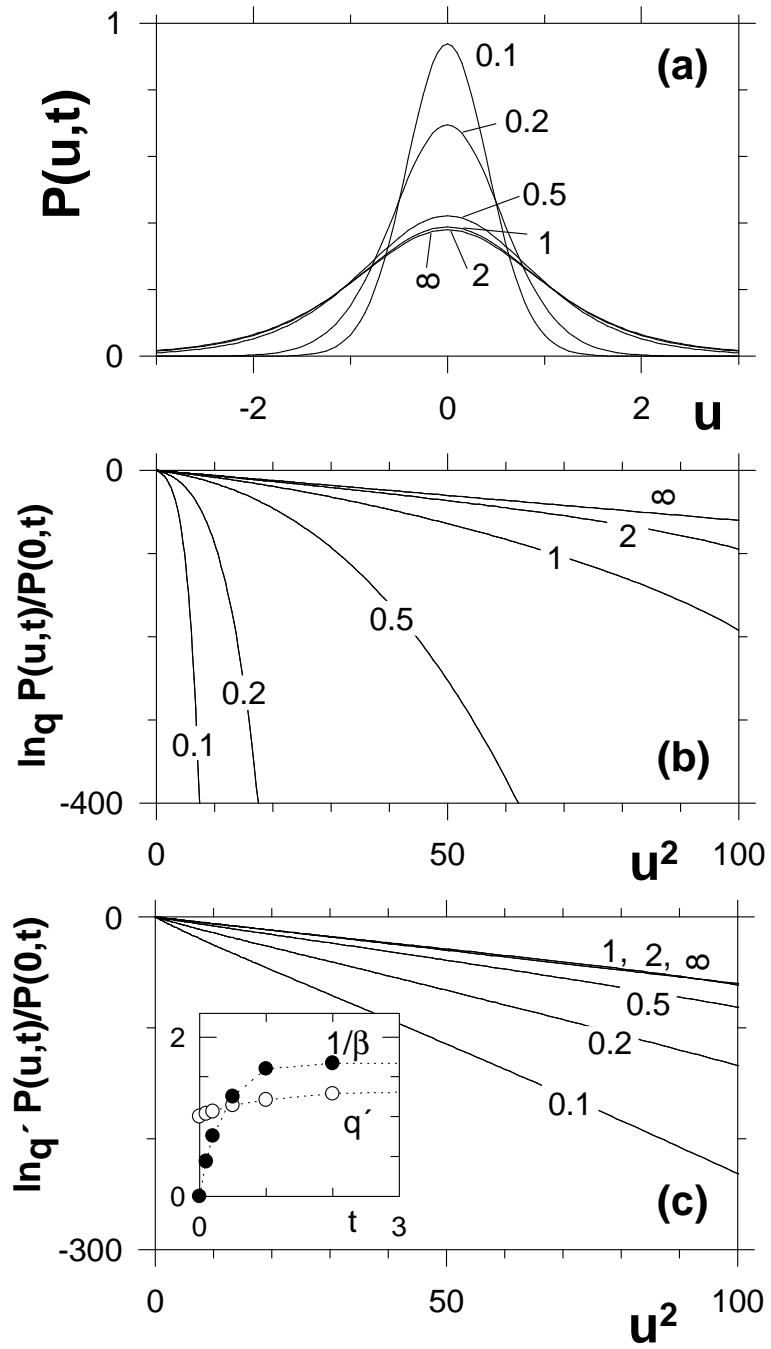 1
(a)
0.1
0.2
0.5
1
2
∞
P(u,t)
0
-2
0
2
u
0
∞
2
1
0.5
0.2
0.1
(b)
ln_q P(u,t)/P(0,t)
-400
0
50
100
u²
0
1, 2, ∞
0.5
0.2
0.1
(c)
ln_q´ P(u,t)/P(0,t)
2
1/β
q´
0
0
t
3
-300
0
50
100
u²